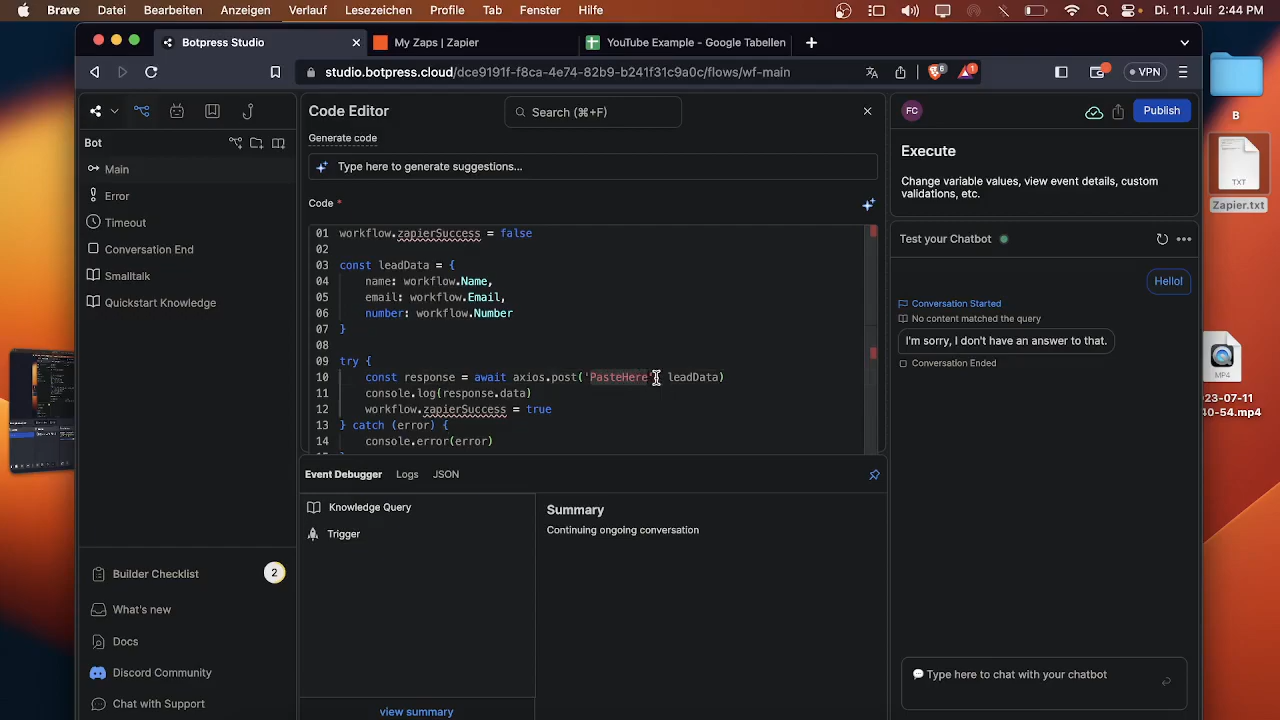 Brave Datei Bearbeiten Anzeigen Verlauf Lesezeichen Profile Tab Fenster Hilfe Di. 11. Juli 2:44 PM
Botpress Studio
My Zaps | Zapier
YouTube Example - Google Tabellen
studio.botpress.cloud/dce9191f-f8ca-4e74-82b9-b241f31c9a0c/flows/wf-main
6
1
VPN
Bot
Main
Error
Timeout
Conversation End
Smalltalk
Quickstart Knowledge
Builder Checklist
2
What's new
Docs
Discord Community
Chat with Support
Code Editor
Search (⌘+F)
Generate code
Type here to generate suggestions...
Code *
01 workflow.zapierSuccess = false
02
03 const leadData = {
04 name: workflow.Name,
05 email: workflow.Email,
06 number: workflow.Number
07 }
08
09 try {
10 const response = await axios.post('PasteHere', leadData)
11 console.log(response.data)
12 workflow.zapierSuccess = true
13 } catch (error) {
14 console.error(error)
Event Debugger Logs JSON
Knowledge Query
Trigger
view summary
Summary
Continuing ongoing conversation
FC
Publish
Execute
Change variable values, view event details, custom
validations, etc.
Test your Chatbot
Hello!
Conversation Started
No content matched the query
I'm sorry, I don't have an answer to that.
Conversation Ended
Type here to chat with your chatbot
B
TXT
Zapier.txt
MP4
023-07-11
40-54.mp4